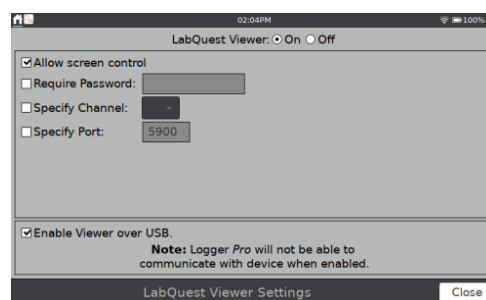 02:04PM 100%
LabQuest Viewer: On Off
Allow screen control
Require Password:
Specify Channel:
Specify Port: 5900
Enable Viewer over USB.
Note: Logger Pro will not be able to
communicate with device when enabled.
LabQuest Viewer Settings Close